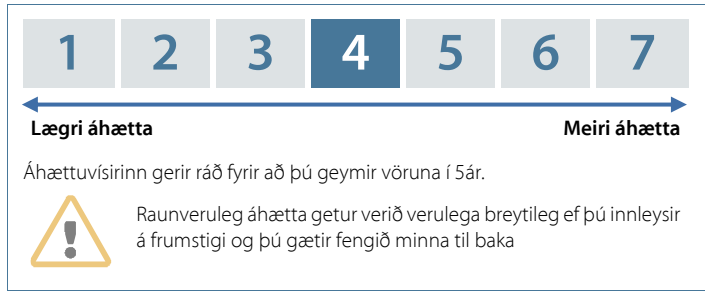 1 2 3 4 5 6 7
Lægri áhætta Meiri áhætta
Áhættuvísirinn gerir ráð fyrir að þú geymir vöruna í 5ár.
Raunveruleg áhætta getur verið verulega breytileg ef þú innleysir
á frumstigi og þú gætir fengið minna til baka